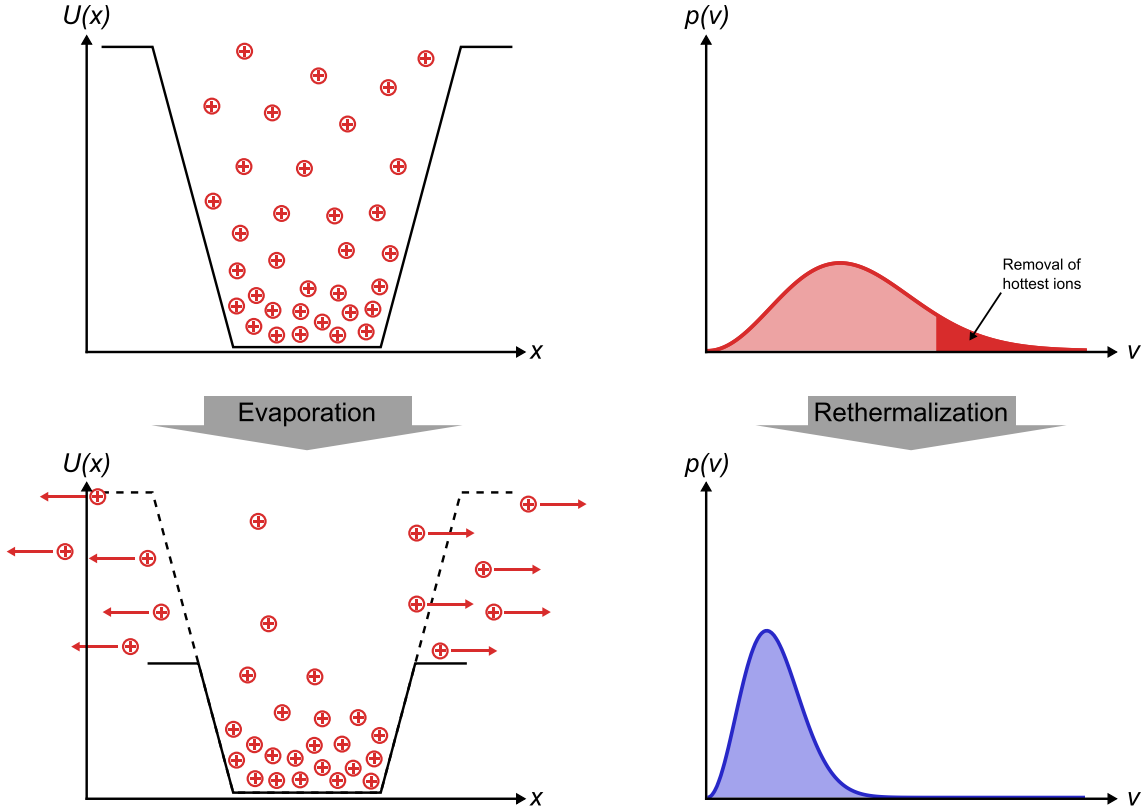 U(x)
p(v)
Removal of
hottest ions
x
v
Evaporation
Rethermalization
U(x)
p(v)
x
v